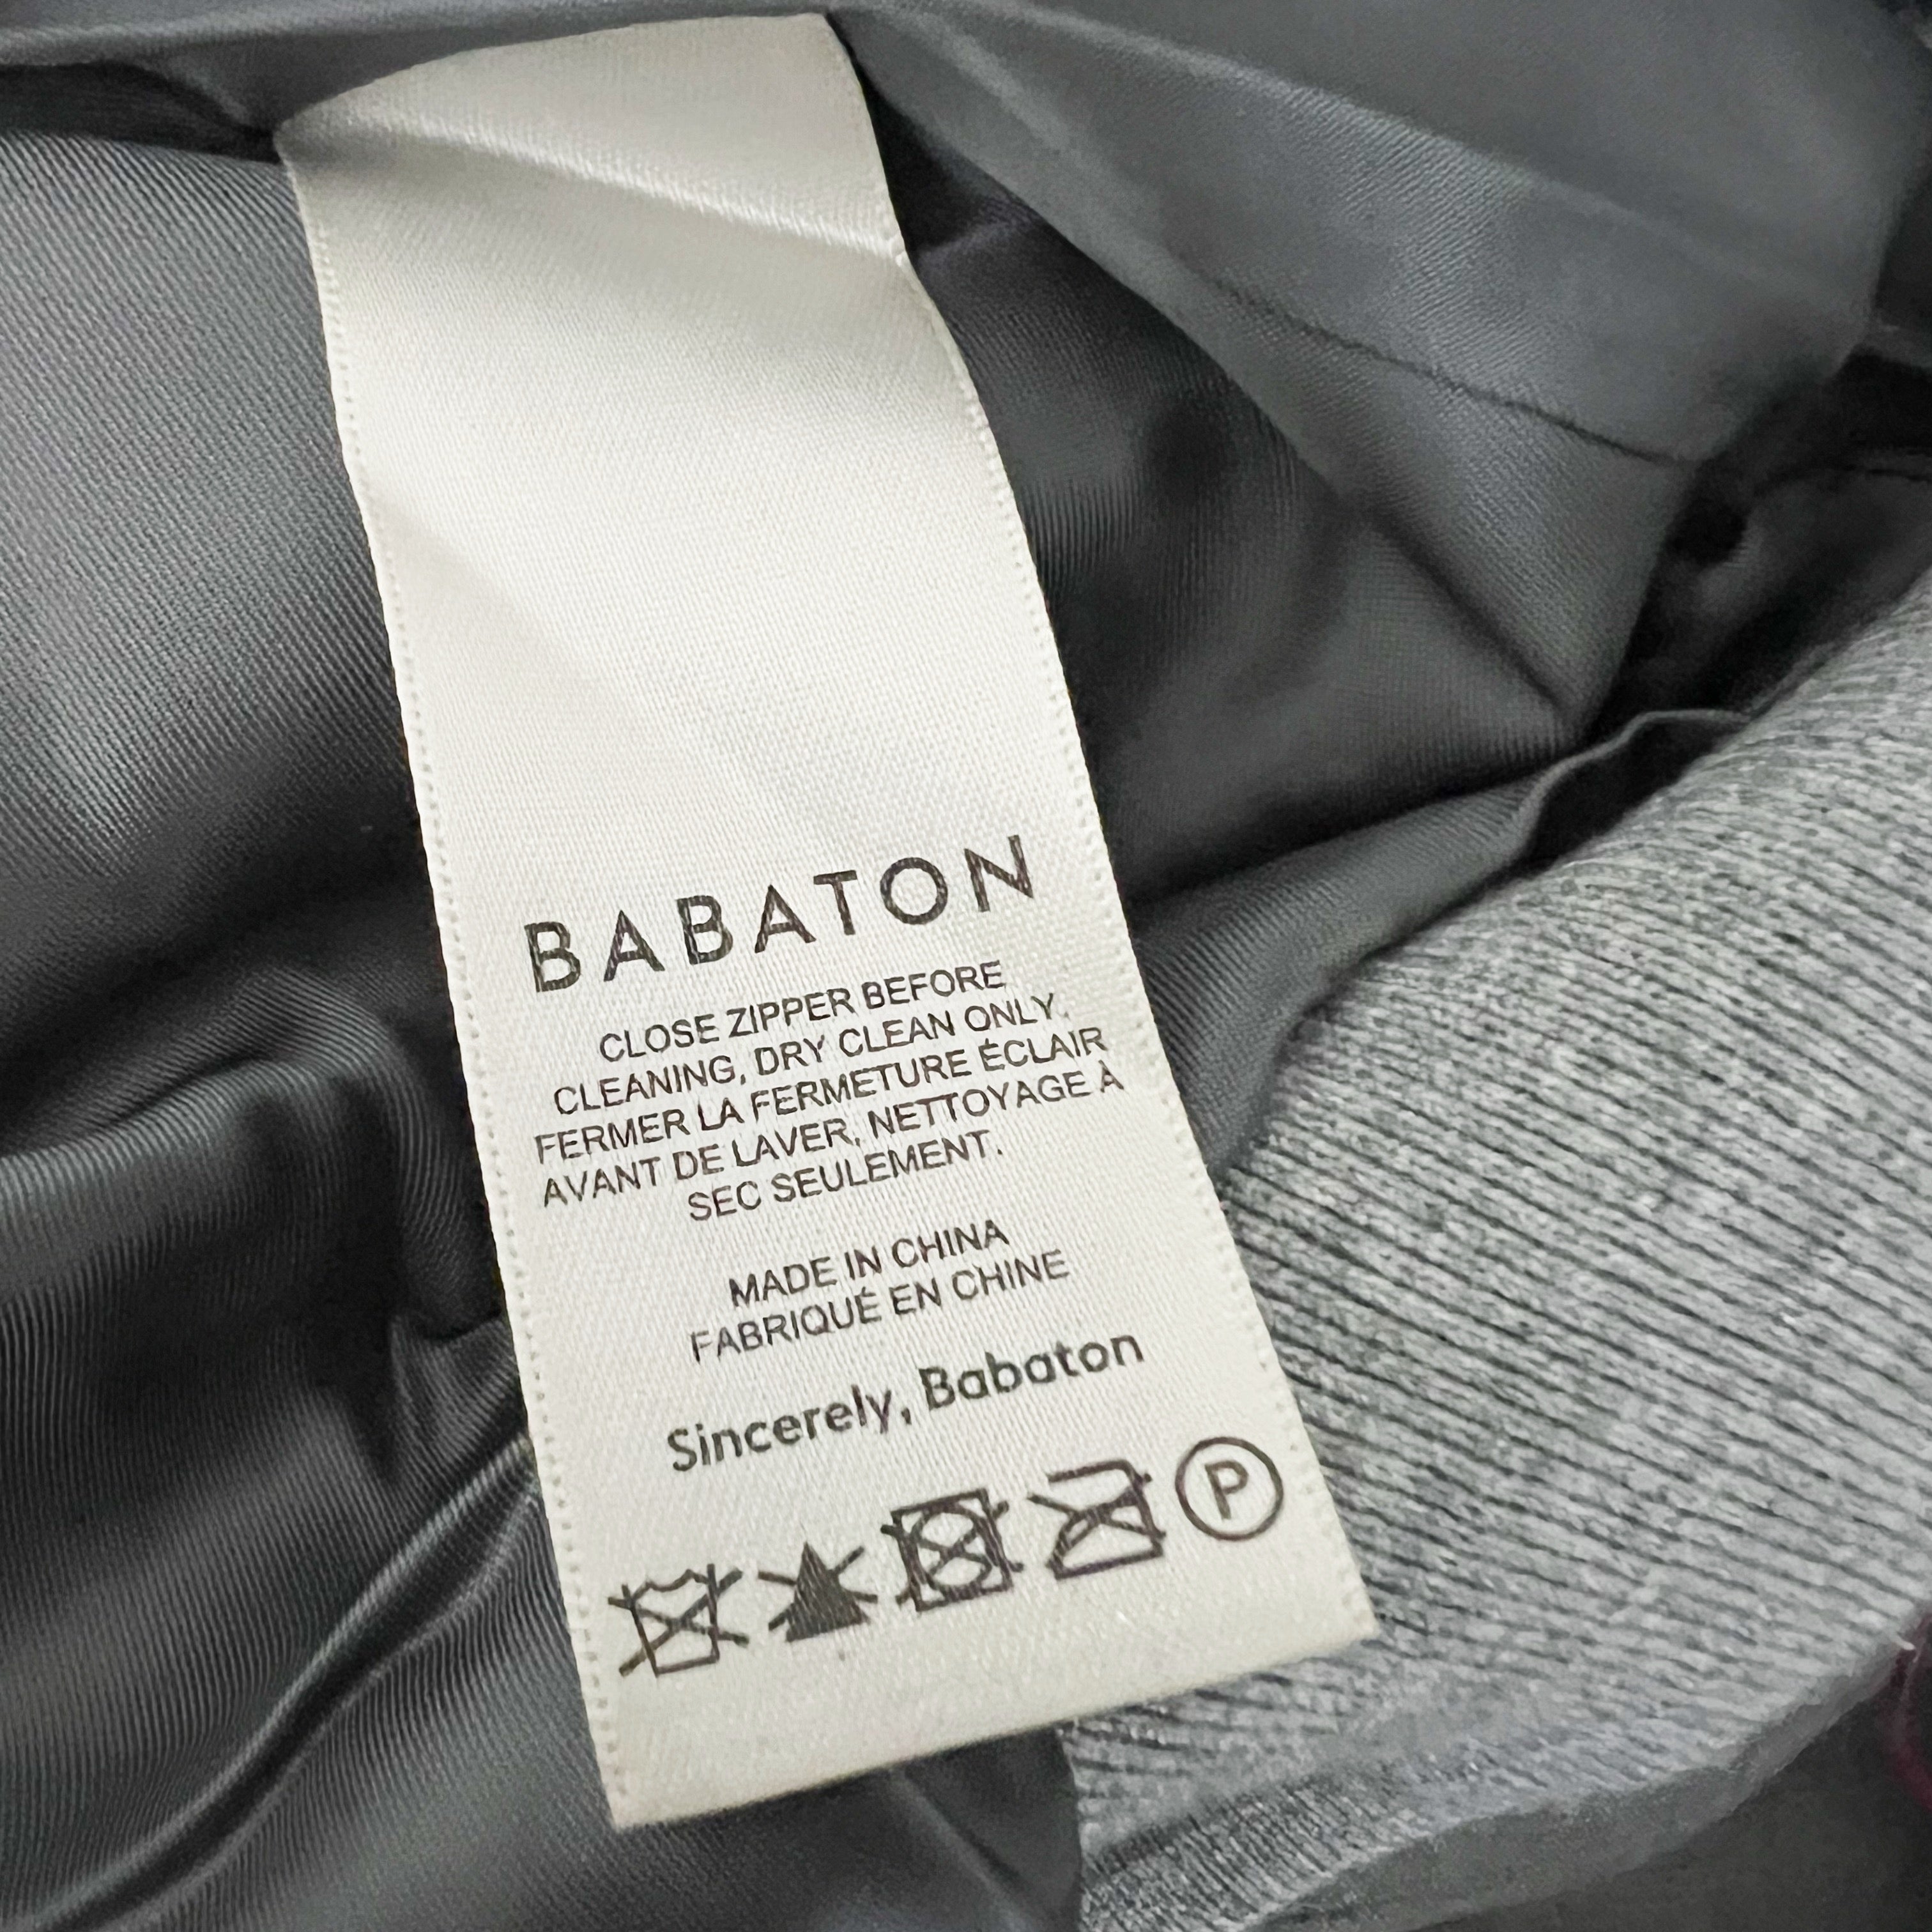 BABATON
CLOSE ZIPPER BEFORE
CLEANING, DRY CLEAN ONLY.
FERMER LA FERMETURE ÉCLAIR
AVANT DE LAVER, NETTOYAGE À
SEC SEULEMENT.
MADE IN CHINA
FABRIQUÉ EN CHINE
Sincerely, Babaton
P